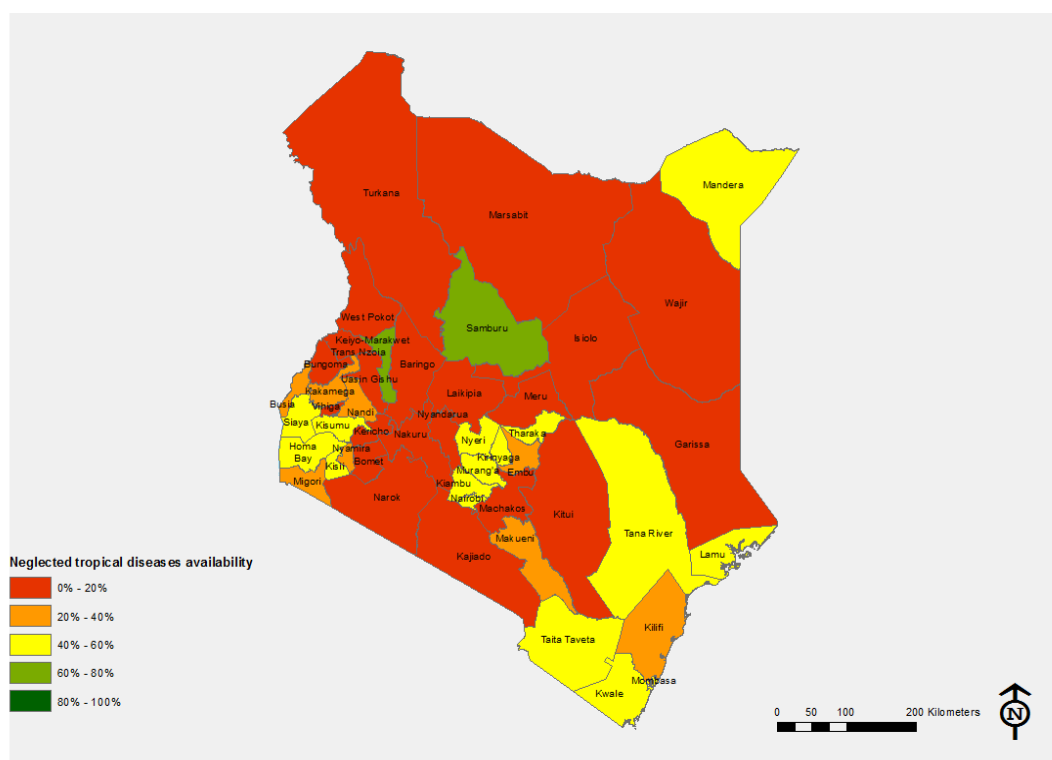 Turkana
Marsabit
Mandera
Wajir
Samburu
Isiolo
West Pokot
Keiyo-Marakwet
Trans Nzoia
Bungoma
Baringo
Uasin Gishu
Kakamega
Laikipia
Meru
Busia
Vihiga
Nandi
Nyandarua
Siaya
Kisumu
Kericho
Nakuru
Nyeri
Tharaka
Garissa
Homa
Bay
Nyamira
Kirinyaga
Kisii
Bomet
Murang'a
Embu
Migori
Narok
Kiambu
Nairobi
Machakos
Kitui
Makueni
Tana River
Kajiado
Lamu
Neglected tropical diseases availability
0% - 20%
20% - 40%
40% - 60%
60% - 80%
80% - 100%
Taita Taveta
Kilifi
Mombasa
Kwale
0 50 100 200 Kilometers
N